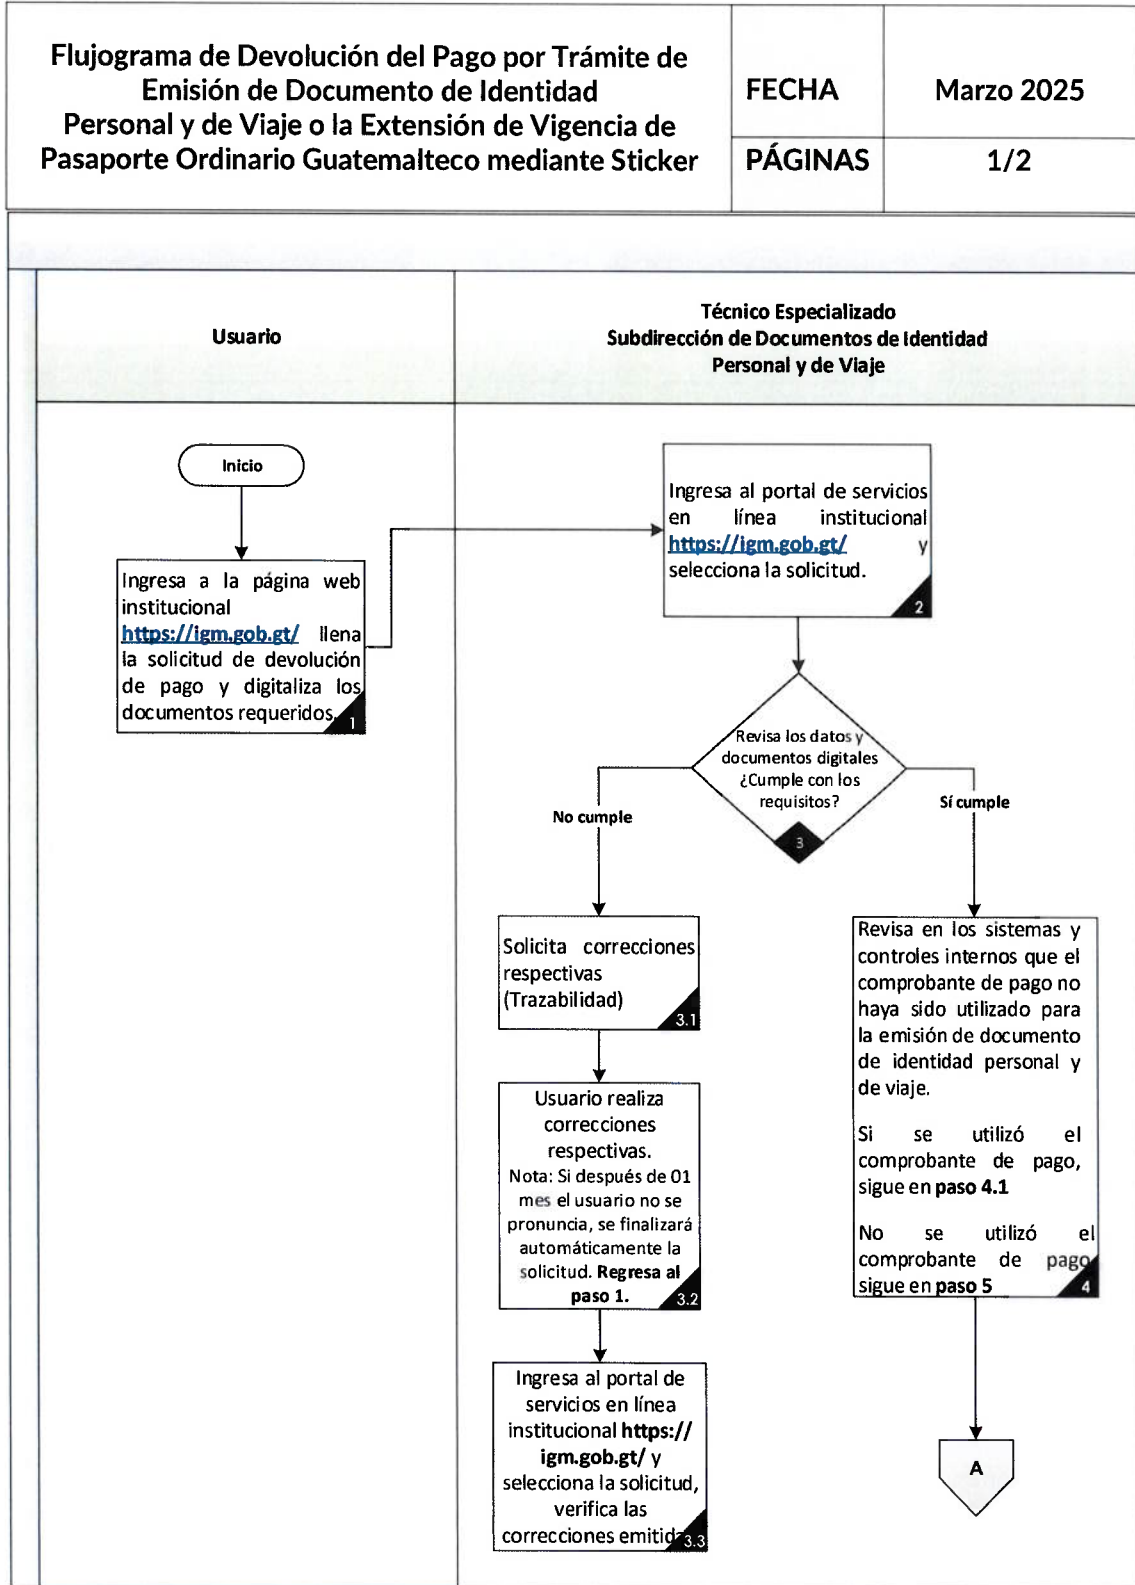 Flujograma de Devolución del Pago por Trámite de
Emisión de Documento de Identidad
Personal y de Viaje o la Extensión de Vigencia de
Pasaporte Ordinario Guatemalteco mediante Sticker
FECHA
Marzo 2025
PÁGINAS
1/2
Usuario
Técnico Especializado
Subdirección de Documentos de Identidad
Personal y de Viaje
Inicio
Ingresa a la página web
institucional
https://igm.gob.gt/ llena
la solicitud de devolución
de pago y digitaliza los
documentos requeridos.
1
Ingresa al portal de servicios
en línea institucional
https://igm.gob.gt/ y
selecciona la solicitud.
2
Revisa los datos y
documentos digitales
¿Cumple con los
requisitos?
3
No cumple
Sí cumple
Solicita correcciones
respectivas
(Trazabilidad)
3.1
Usuario realiza
correcciones
respectivas.
Nota: Si después de 01
mes el usuario no se
pronuncia, se finalizará
automáticamente la
solicitud. Regresa al
paso 1.
3.2
Ingresa al portal de
servicios en línea
institucional https://
igm.gob.gt/ y
selecciona la solicitud,
verifica las
correcciones emitid
3.3
Revisa en los sistemas y
controles internos que el
comprobante de pago no
haya sido utilizado para
la emisión de documento
de identidad personal y
de viaje.
Si se utilizó el
comprobante de pago,
sigue en paso 4.1
No se utilizó el
comprobante de pago
sigue en paso 5
4
A